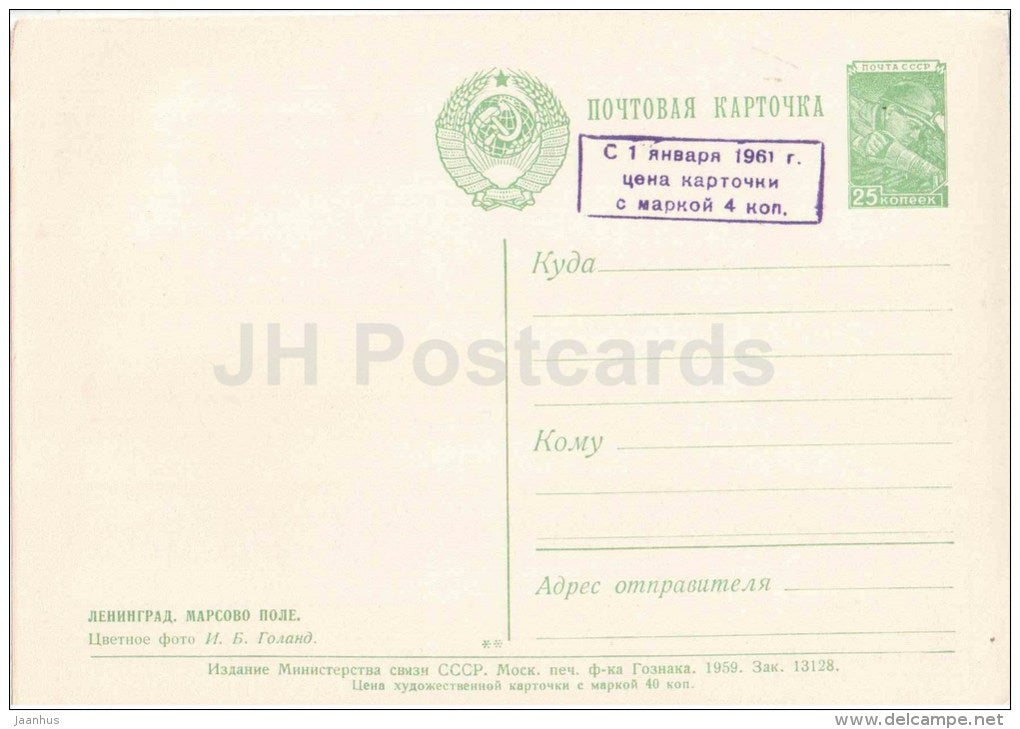 ПОЧТА СССР
ПОЧТОВАЯ КАРТОЧКА
С 1 января 1961 г.
цена карточки
с маркой 4 коп.
25 КОПЕЕК
Куда
JH Postcards
Кому
Адрес отправителя
ЛЕНИНГРАД. МАРСОВО ПОЛЕ.
Цветное фото И. Б. Голанд.
Издание Министерства связи СССР. Моск. печ. ф-ка Гознака. 1959. Зак. 13128.
Цена художественной карточки с маркой 40 коп.
jaanhus
www.delcampe.net